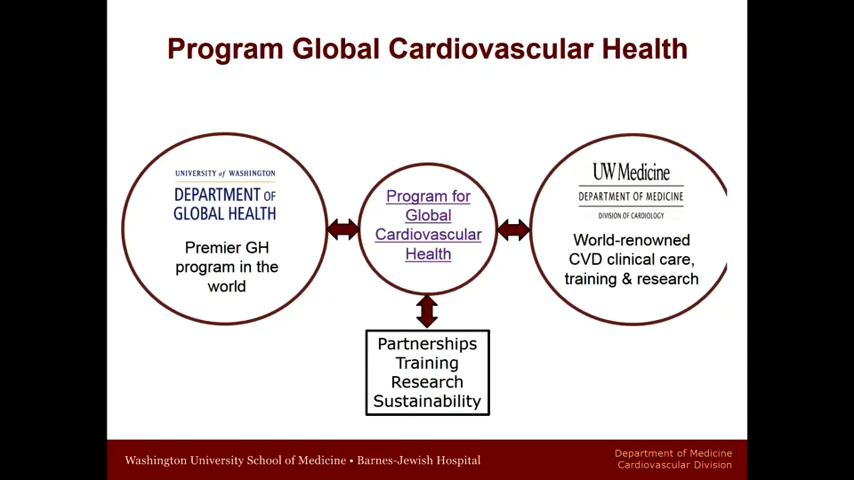 Program Global Cardiovascular Health
UNIVERSITY of WASHINGTON
DEPARTMENT OF
GLOBAL HEALTH
Premier GH
program in the
world
Program for
Global
Cardiovascular
Health
UW Medicine
DEPARTMENT OF MEDICINE
DIVISION OF CARDIOLOGY
World-renowned
CVD clinical care,
training & research
Partnerships
Training
Research
Sustainability
Washington University School of Medicine • Barnes-Jewish Hospital
Department of Medicine
Cardiovascular Division